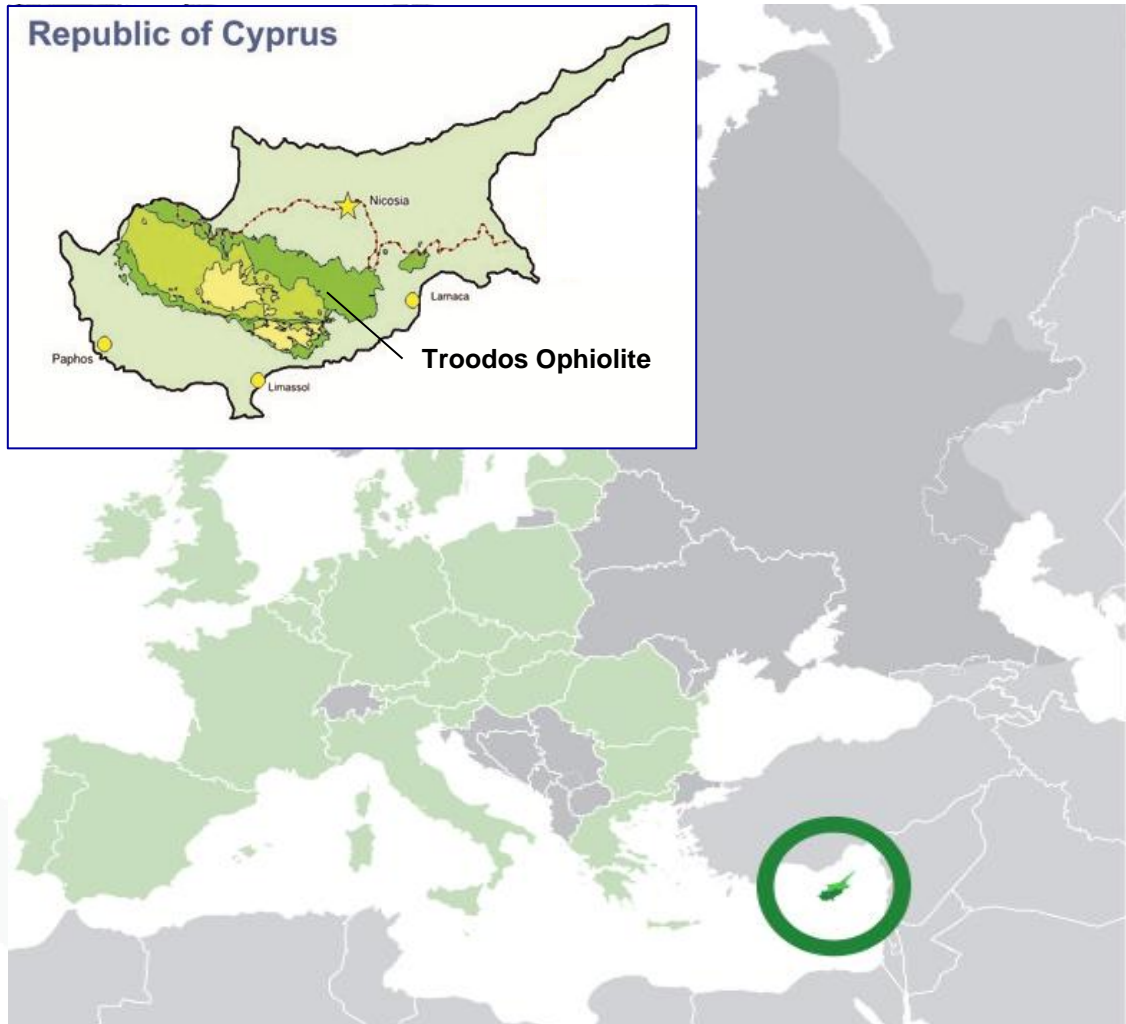 Republic of Cyprus
Nicosia
Larnaca
Troodos Ophiolite
Paphos
Limassol